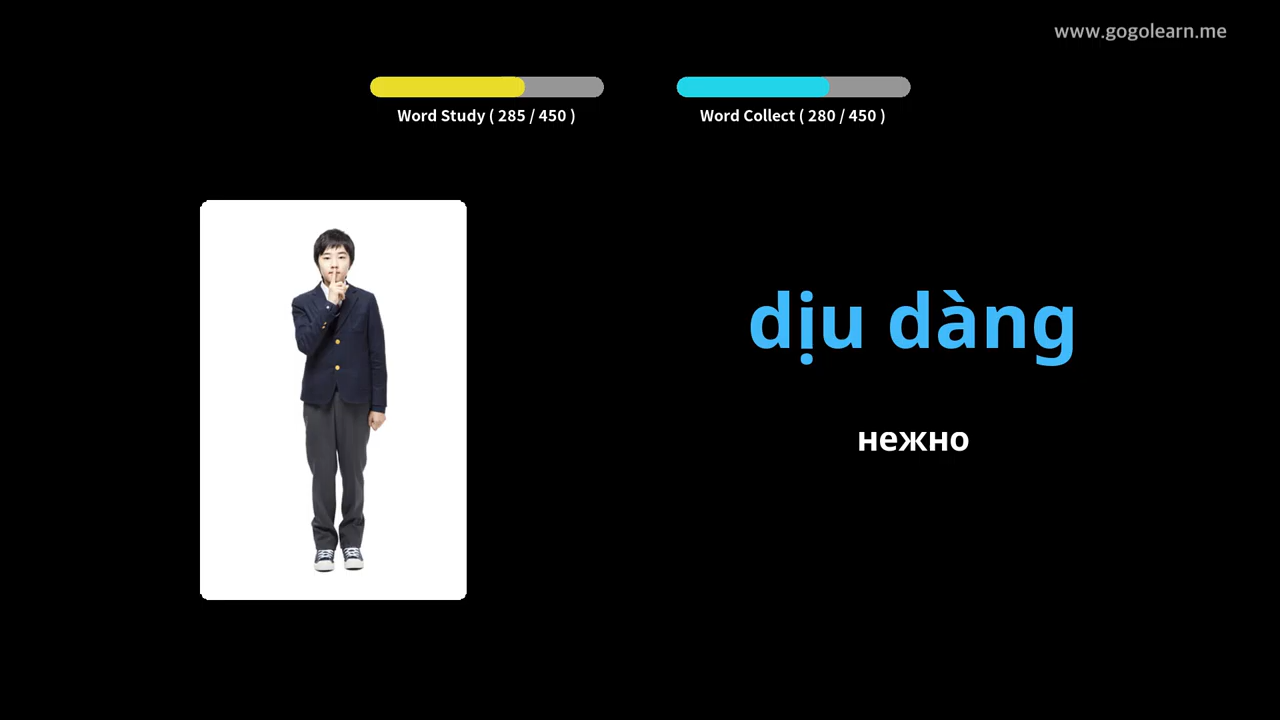 www.gogolearn.me
Word Study ( 285 / 450 )
Word Collect ( 280 / 450 )
dịu dàng
нежно